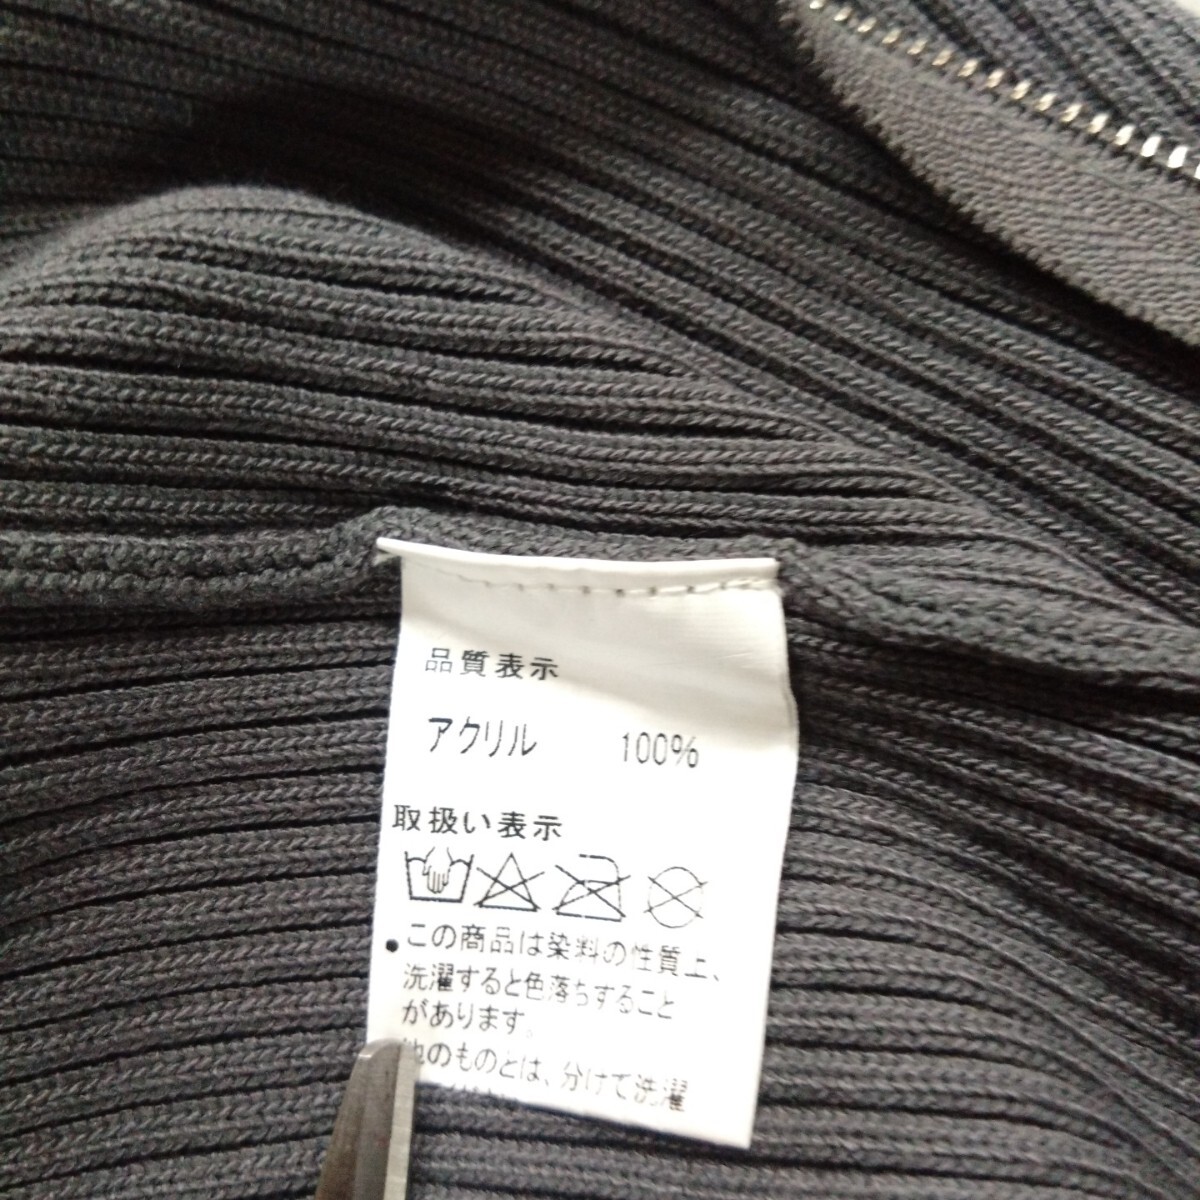 品質表示
アクリル 100%
取扱い表示
この商品は染料の性質上、
洗濯すると色落ちすること
があります。
他のものとは、分けて洗濯